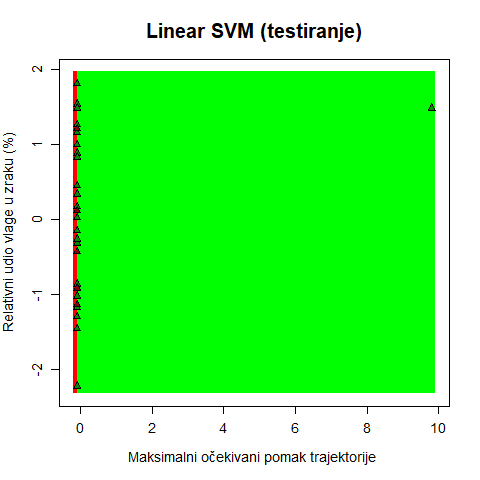 Linear SVM (testiranje)
Relativni udio vlage u zraku (%)
2
1
0
-1
-2
0 2 4 6 8 10
Maksimalni očekivani pomak trajektorije